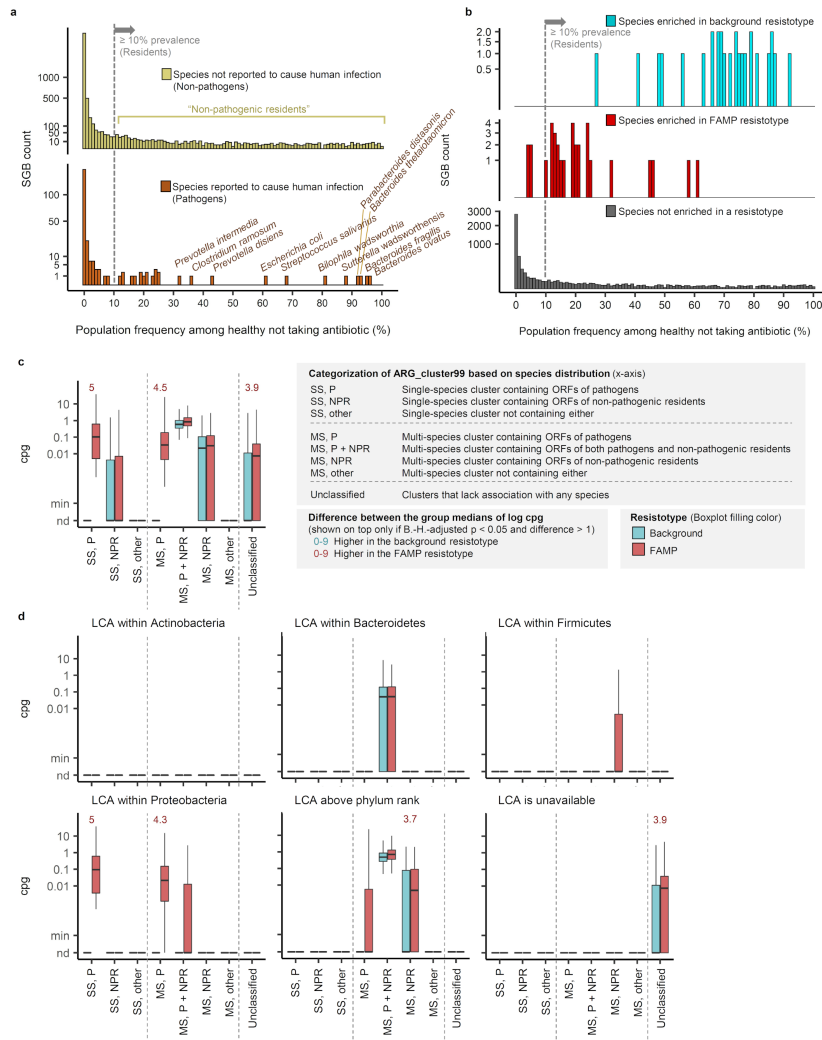 a
≥ 10% prevalence
(Residents)
Species not reported to cause human infection
(Non-pathogens)
"Non-pathogenic residents"
1000
500
100
50
10
SGB count
Species reported to cause human infection
(Pathogens)
Parabacteroides distasonis
Bacteroides thetaiotaomicron
Prevotella intermedia
Clostridium ramosum
Prevotella disiens
Escherichia coli
Streptococcus salivarius
Bilophila wadsworthia
Sutterella wadsworthensis
Bacteroides fragilis
Bacteroides ovatus
100
50
10
5
1
0 10 20 30 40 50 60 70 80 90 100
Population frequency among healthy not taking antibiotic (%)
b
≥ 10% prevalence
(Residents)
Species enriched in background resistotype
2.0
1.5
1.0
0.5
Species enriched in FAMP resistotype
4
3
2
1
SGB count
Species not enriched in a resistotype
3000
2000
1000
0 10 20 30 40 50 60 70 80 90 100
Population frequency among healthy not taking antibiotic (%)
c
5 4.5 3.9
10
1
0.1
0.01
min
nd
cpg
SS, P
SS, NPR
SS, other
MS, P
MS, P + NPR
MS, NPR
MS, other
Unclassified
Categorization of ARG_cluster99 based on species distribution (x-axis)
SS, P Single-species cluster containing ORFs of pathogens
SS, NPR Single-species cluster containing ORFs of non-pathogenic residents
SS, other Single-species cluster not containing either
MS, P Multi-species cluster containing ORFs of pathogens
MS, P + NPR Multi-species cluster containing ORFs of both pathogens and non-pathogenic residents
MS, NPR Multi-species cluster containing ORFs of non-pathogenic residents
MS, other Multi-species cluster not containing either
Unclassified Clusters that lack association with any species
Difference between the group medians of log cpg
(shown on top only if B.-H.-adjusted p < 0.05 and difference > 1)
0-9 Higher in the background resistotype
0-9 Higher in the FAMP resistotype
Resistotype (Boxplot filling color)
Background
FAMP
d
LCA within Actinobacteria
LCA within Bacteroidetes
LCA within Firmicutes
10
1
0.1
0.01
min
nd
cpg
LCA within Proteobacteria
LCA above phylum rank
LCA is unavailable
5 4.3
3.7
3.9
10
1
0.1
0.01
min
nd
cpg
SS, P
SS, NPR
SS, other
MS, P
MS, P + NPR
MS, NPR
MS, other
Unclassified
SS, P
SS, NPR
SS, other
MS, P
MS, P + NPR
MS, NPR
MS, other
Unclassified
SS, P
SS, NPR
SS, other
MS, P
MS, P + NPR
MS, NPR
MS, other
Unclassified